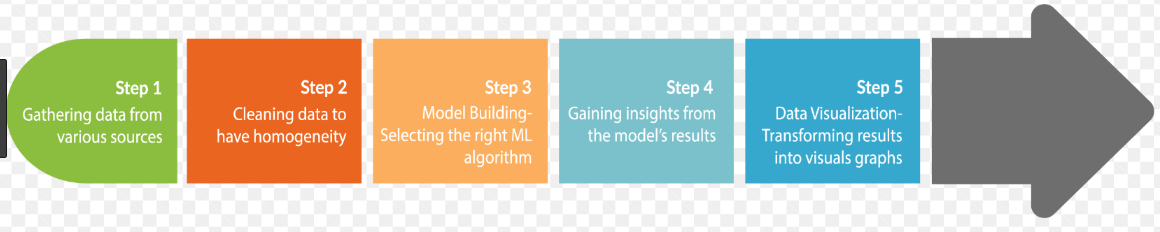 Step 1
Gathering data from
various sources
Step 2
Cleaning data to
have homogeneity
Step 3
Model Building-
Selecting the right ML
algorithm
Step 4
Gaining insights from
the model's results
Step 5
Data Visualization-
Transforming results
into visuals graphs